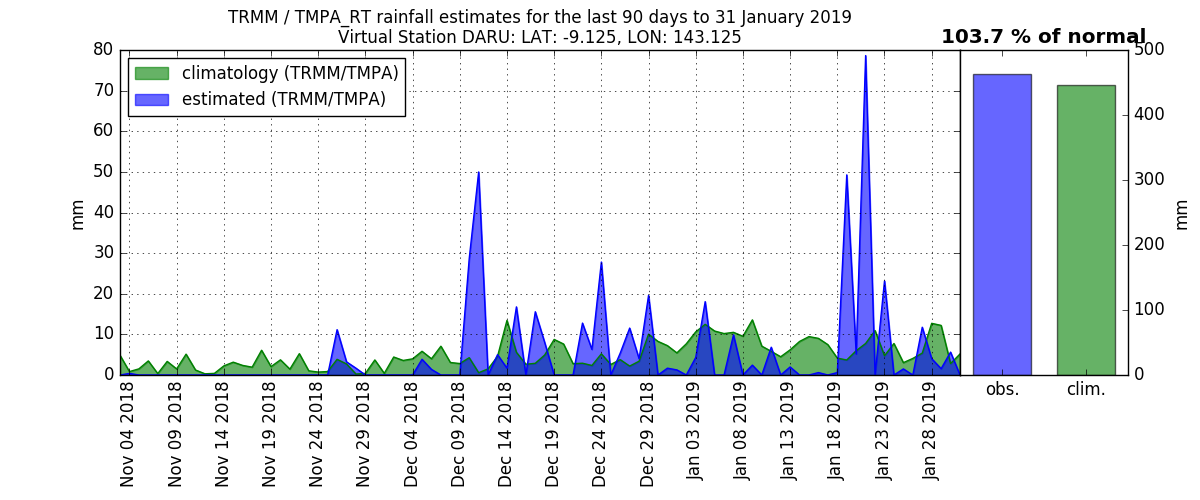 TRMM / TMPA_RT rainfall estimates for the last 90 days to 31 January 2019
Virtual Station DARU: LAT: -9.125, LON: 143.125
103.7 % of normal
climatology (TRMM/TMPA)
estimated (TRMM/TMPA)
80
70
60
50
40
30
20
10
0
mm
500
400
300
200
100
0
mm
obs.
clim.
Nov 04 2018
Nov 09 2018
Nov 14 2018
Nov 19 2018
Nov 24 2018
Nov 29 2018
Dec 04 2018
Dec 09 2018
Dec 14 2018
Dec 19 2018
Dec 24 2018
Dec 29 2018
Jan 03 2019
Jan 08 2019
Jan 13 2019
Jan 18 2019
Jan 23 2019
Jan 28 2019